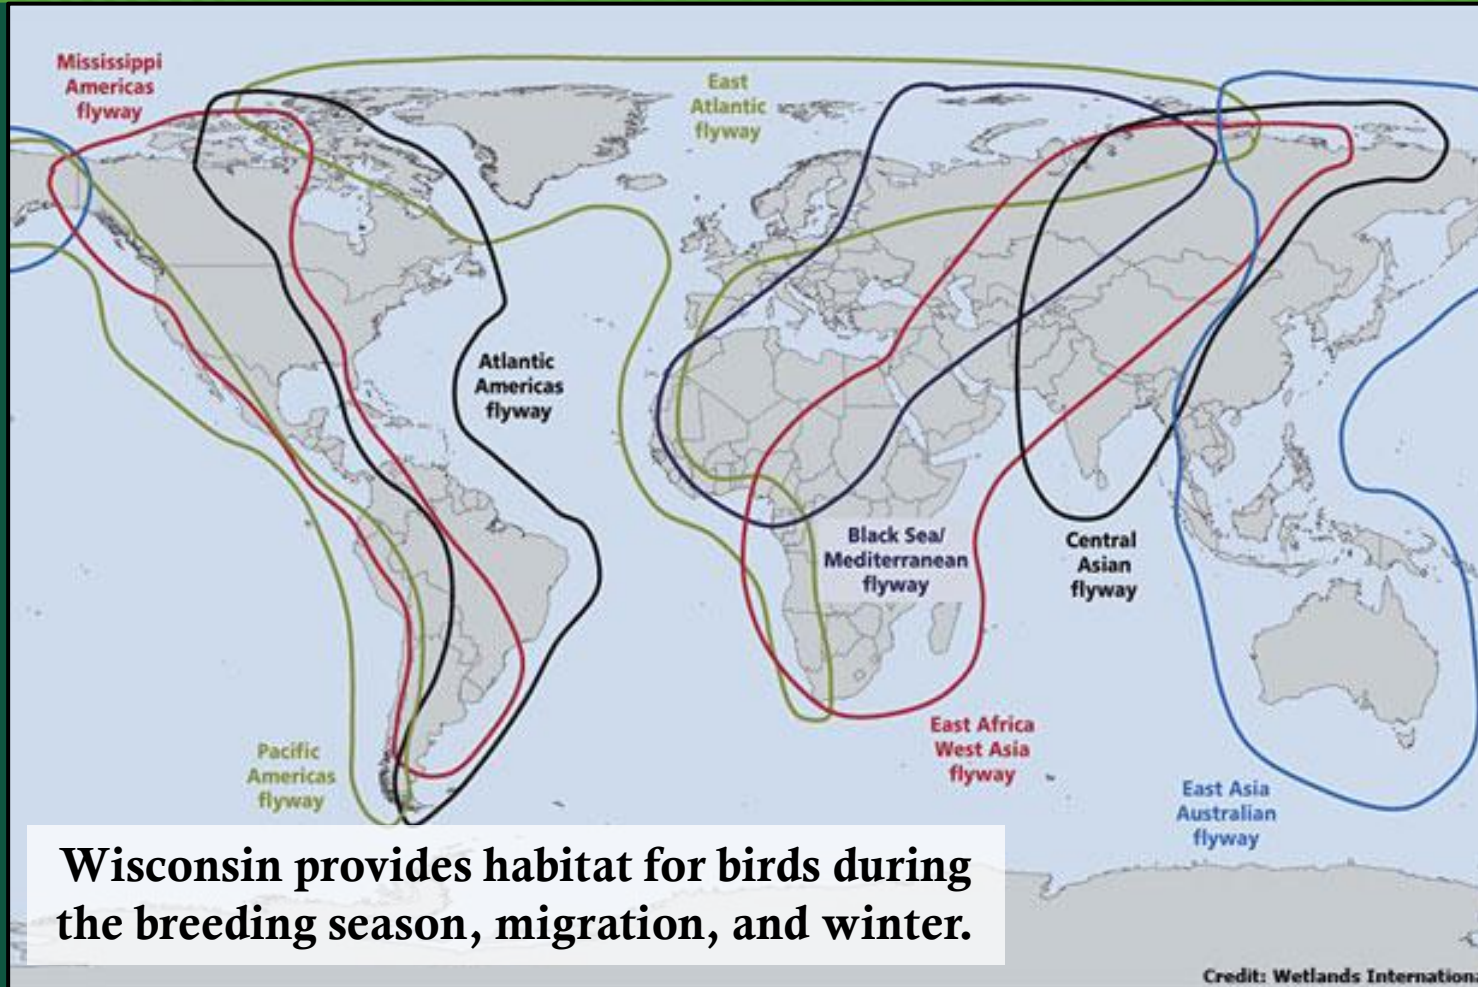 Mississippi
Americas
flyway
East
Atlantic
flyway
Atlantic
Americas
flyway
Black Sea/
Mediterranean
flyway
Central
Asian
flyway
Pacific
Americas
flyway
East Africa
West Asia
flyway
East Asia
Australian
flyway
Wisconsin provides habitat for birds during
the breeding season, migration, and winter.
Credit: Wetlands Internationa